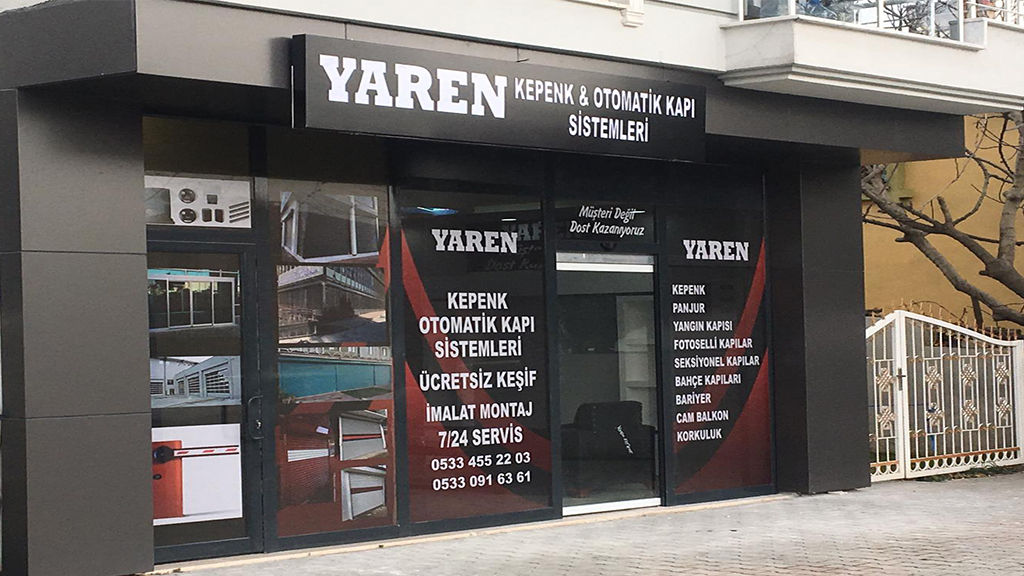 YAREN KEPENK & OTOMATİK KAPI
SİSTEMLERİ
YAREN
KEPENK
OTOMATİK KAPI
SİSTEMLERİ
ÜCRETSİZ KEŞİF
İMALAT MONTAJ
7/24 SERVİS
0533 455 22 03
0533 091 63 61
Müşteri Değil
Dost Kazanıyoruz
YAREN
KEPENK
PANJUR
YANGIN KAPISI
FOTOSELLİ KAPILAR
SEKSİYONEL KAPILAR
BAHÇE KAPILARI
BARİYER
CAM BALKON
KORKULUK